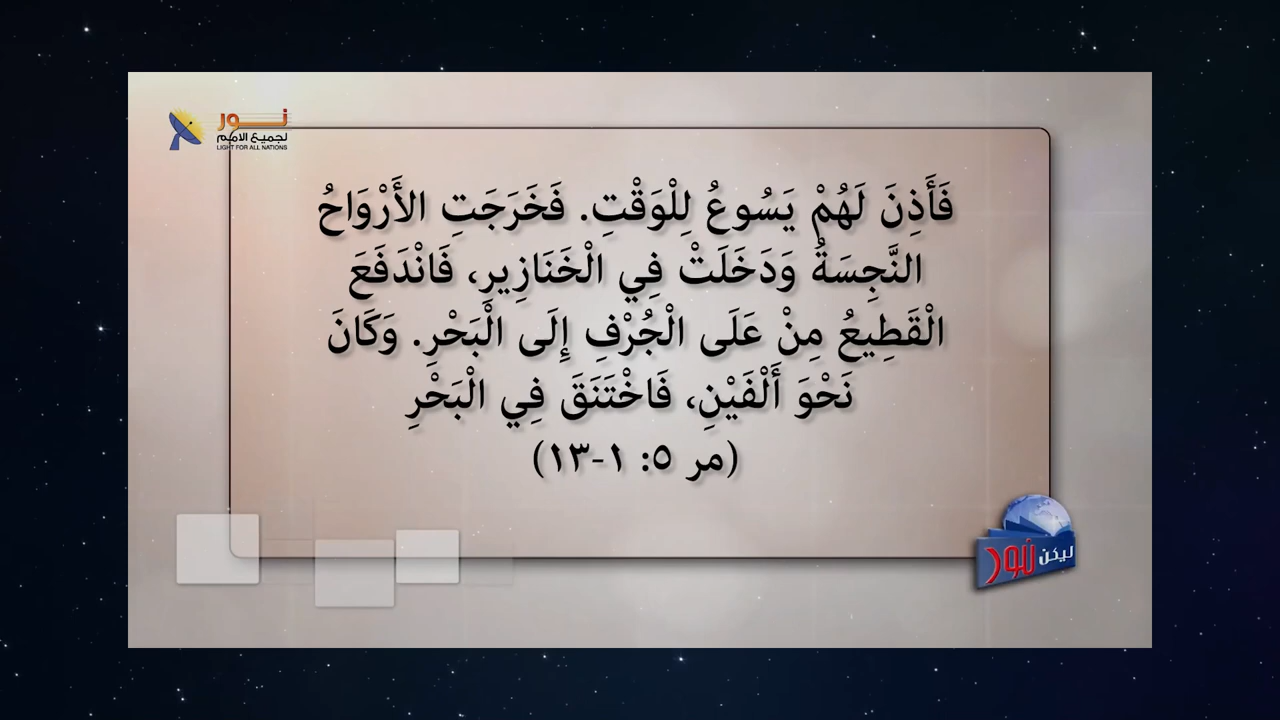 نور
لجميع الامم
LIGHT FOR ALL NATIONS
فَأَذِنَ لَهُمْ يَسُوعُ لِلْوَقْتِ. فَخَرَجَتِ الأَرْوَاحُ
النَّجِسَةُ وَدَخَلَتْ فِي الْخَنَازِيرِ، فَانْدَفَعَ
الْقَطِيعُ مِنْ عَلَى الْجُرْفِ إِلَى الْبَحْرِ. وَكَانَ
نَحْوَ أَلْفَيْنِ، فَاخْتَنَقَ فِي الْبَحْرِ
(مر ٥: ١-١٣)
ليكن نور